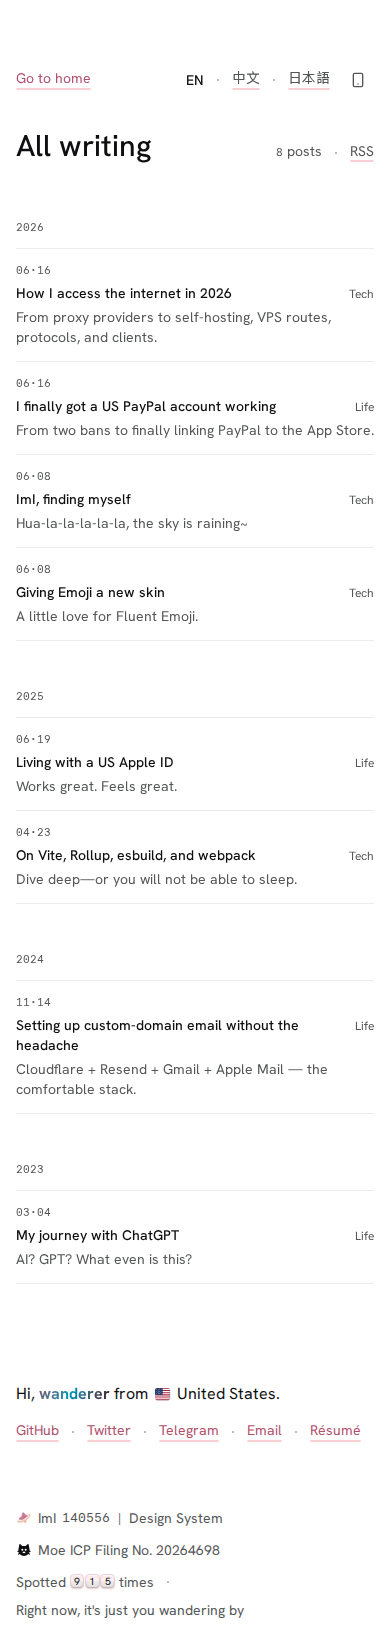 Go to home
EN · 中文 · 日本語
All writing
8 posts · RSS
2026
06·16
How I access the internet in 2026
Tech
From proxy providers to self-hosting, VPS routes,
protocols, and clients.
06·16
I finally got a US PayPal account working
Life
From two bans to finally linking PayPal to the App Store.
06·08
ImI, finding myself
Tech
Hua-la-la-la-la-la, the sky is raining~
06·08
Giving Emoji a new skin
Tech
A little love for Fluent Emoji.
2025
06·19
Living with a US Apple ID
Life
Works great. Feels great.
04·23
On Vite, Rollup, esbuild, and webpack
Tech
Dive deep—or you will not be able to sleep.
2024
11·14
Setting up custom-domain email without the
headache
Life
Cloudflare + Resend + Gmail + Apple Mail — the
comfortable stack.
2023
03·04
My journey with ChatGPT
Life
AI? GPT? What even is this?
Hi, wanderer from 🇺🇸 United States.
GitHub · Twitter · Telegram · Email · Résumé
ImI 140556 | Design System
Moe ICP Filing No. 20264698
Spotted 915 times ·
Right now, it's just you wandering by